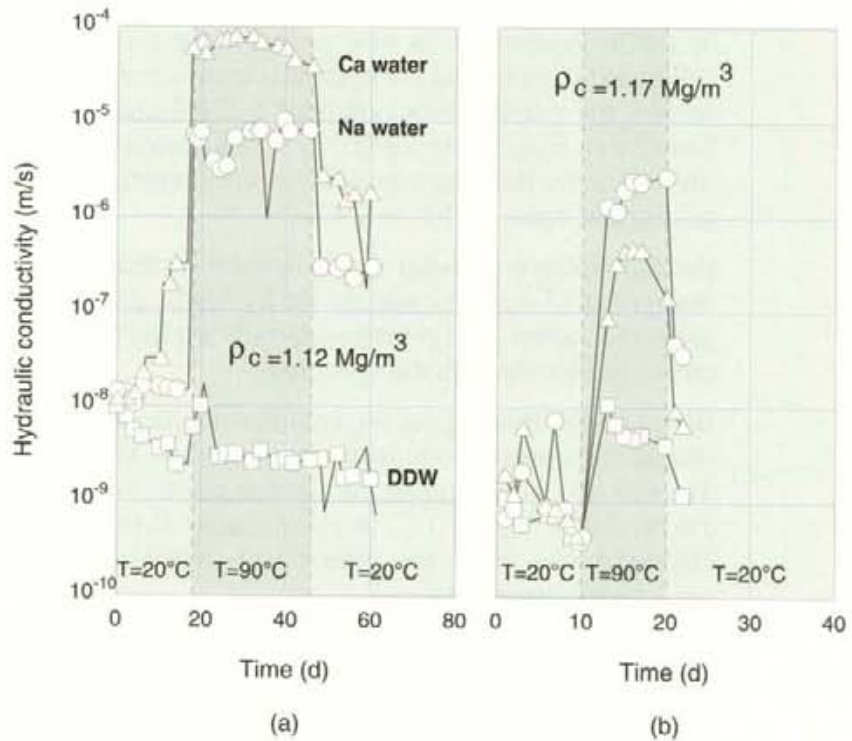 Hydraulic conductivity (m/s)
10⁻⁴
10⁻⁵
10⁻⁶
10⁻⁷
10⁻⁸
10⁻⁹
10⁻¹⁰
Ca water
Na water
ρc =1.12 Mg/m³
DDW
T=20°C T=90°C T=20°C
0 20 40 60 80
Time (d)
(a)
ρc =1.17 Mg/m³
T=20°C T=90°C T=20°C
0 10 20 30 40
Time (d)
(b)